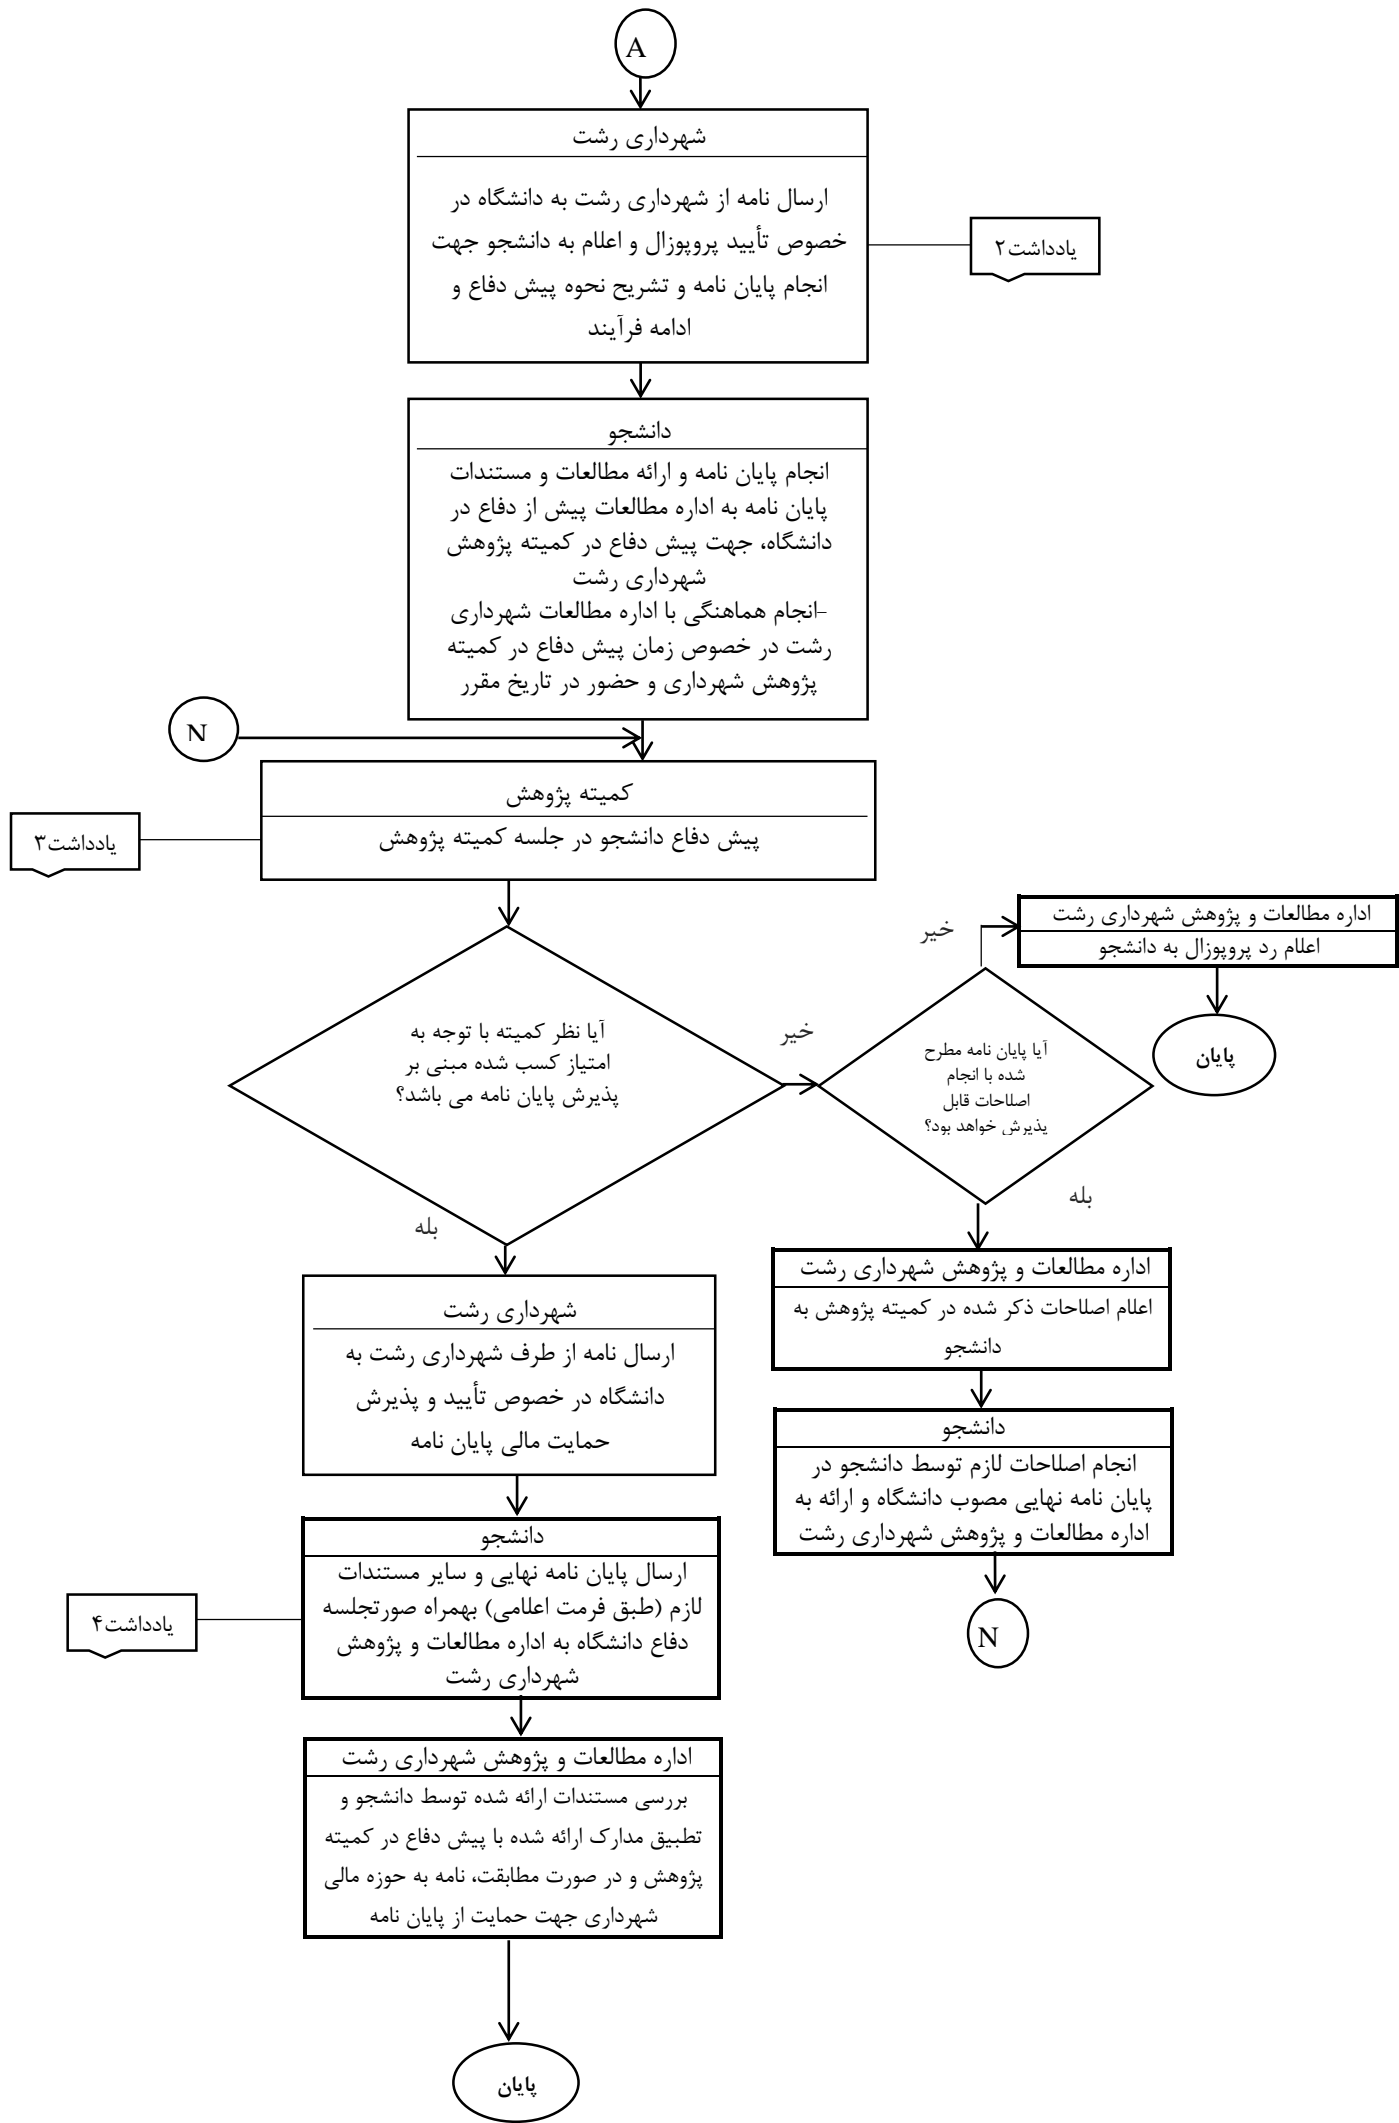 A
شهرداری رشت
ارسال نامه از شهرداری رشت به دانشگاه در
خصوص تأیید پروپوزال و اعلام به دانشجو جهت
انجام پایان نامه و تشریح نحوه پیش دفاع و
ادامه فرآیند
یادداشت۲
دانشجو
انجام پایان نامه و ارائه مطالعات و مستندات
پایان نامه به اداره مطالعات پیش از دفاع در
دانشگاه، جهت پیش دفاع در کمیته پژوهش
شهرداری رشت
-انجام هماهنگی با اداره مطالعات شهرداری
رشت در خصوص زمان پیش دفاع در کمیته
پژوهش شهرداری و حضور در تاریخ مقرر
N
کمیته پژوهش
پیش دفاع دانشجو در جلسه کمیته پژوهش
یادداشت۳
آیا نظر کمیته با توجه به
امتیاز کسب شده مبنی بر
پذیرش پایان نامه می باشد؟
خیر
آیا پایان نامه مطرح
شده با انجام
اصلاحات قابل
پذیرش خواهد بود؟
خیر
اداره مطالعات و پژوهش شهرداری رشت
اعلام رد پروپوزال به دانشجو
پایان
بله
اداره مطالعات و پژوهش شهرداری رشت
اعلام اصلاحات ذکر شده در کمیته پژوهش به
دانشجو
دانشجو
انجام اصلاحات لازم توسط دانشجو در
پایان نامه نهایی مصوب دانشگاه و ارائه به
اداره مطالعات و پژوهش شهرداری رشت
N
بله
شهرداری رشت
ارسال نامه از طرف شهرداری رشت به
دانشگاه در خصوص تأیید و پذیرش
حمایت مالی پایان نامه
دانشجو
ارسال پایان نامه نهایی و سایر مستندات
لازم (طبق فرمت اعلامی) بهمراه صورتجلسه
دفاع دانشگاه به اداره مطالعات و پژوهش
شهرداری رشت
یادداشت۴
اداره مطالعات و پژوهش شهرداری رشت
بررسی مستندات ارائه شده توسط دانشجو و
تطبیق مدارک ارائه شده با پیش دفاع در کمیته
پژوهش و در صورت مطابقت، نامه به حوزه مالی
شهرداری جهت حمایت از پایان نامه
پایان